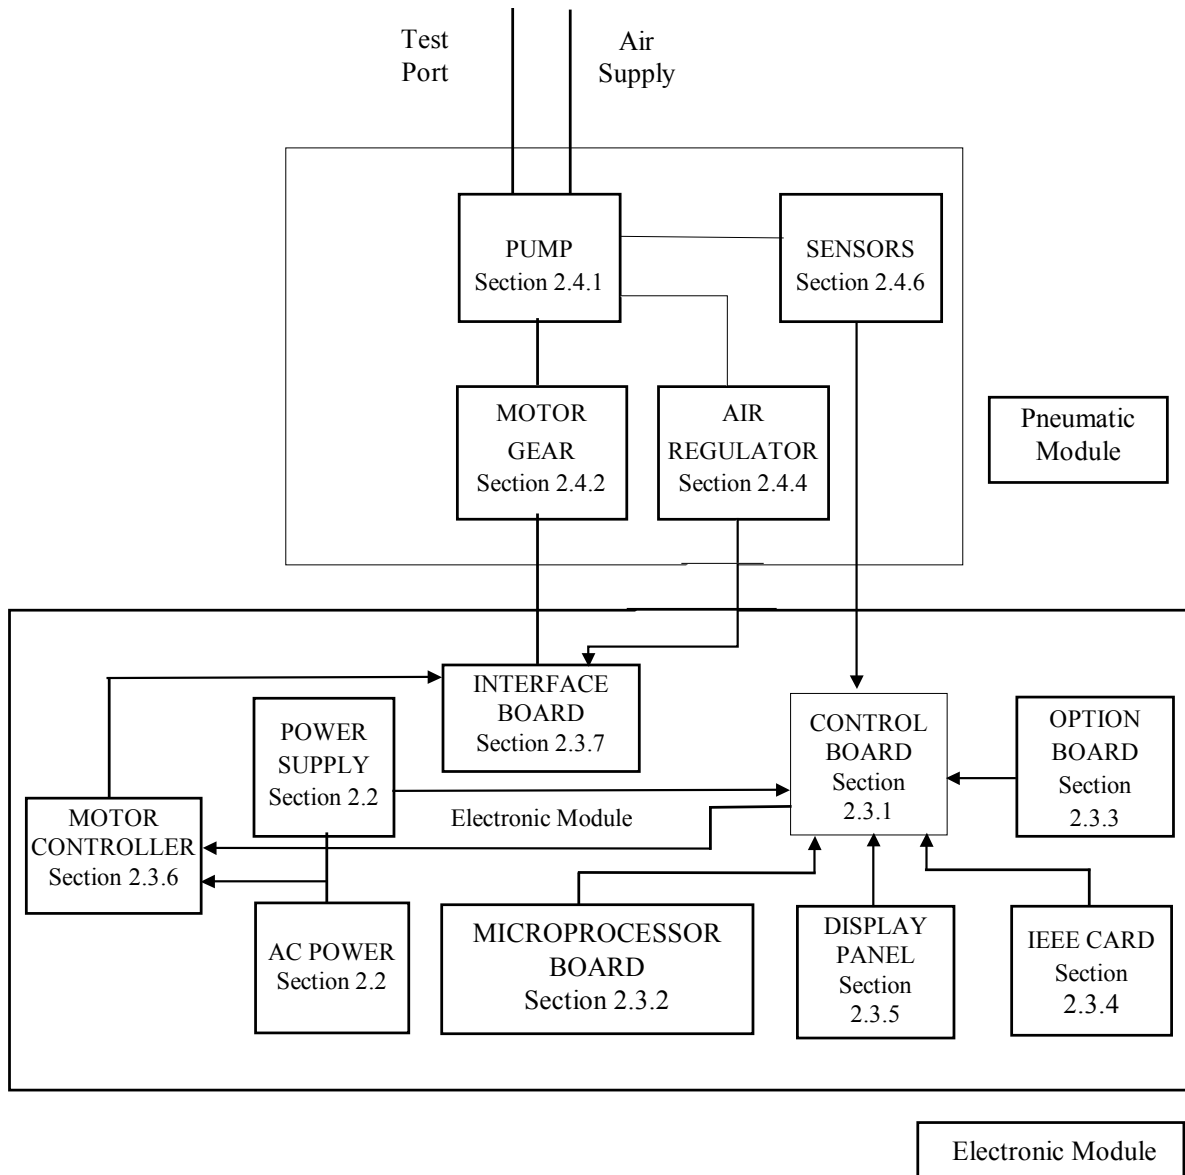 Test
Port
Air
Supply
PUMP
Section 2.4.1
SENSORS
Section 2.4.6
MOTOR
GEAR
Section 2.4.2
AIR
REGULATOR
Section 2.4.4
Pneumatic
Module
INTERFACE
BOARD
Section 2.3.7
POWER
SUPPLY
Section 2.2
CONTROL
BOARD
Section
2.3.1
OPTION
BOARD
Section
2.3.3
MOTOR
CONTROLLER
Section 2.3.6
Electronic Module
AC POWER
Section 2.2
MICROPROCESSOR
BOARD
Section 2.3.2
DISPLAY
PANEL
Section
2.3.5
IEEE CARD
Section
2.3.4
Electronic Module